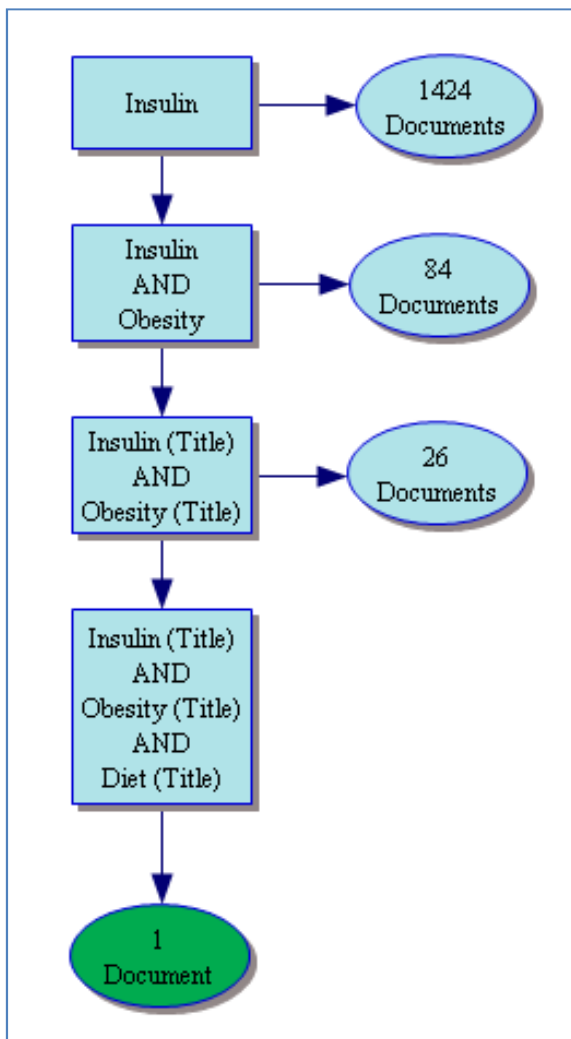 Insulin
1424
Documents
Insulin
AND
Obesity
84
Documents
Insulin (Title)
AND
Obesity (Title)
26
Documents
Insulin (Title)
AND
Obesity (Title)
AND
Diet (Title)
1
Document